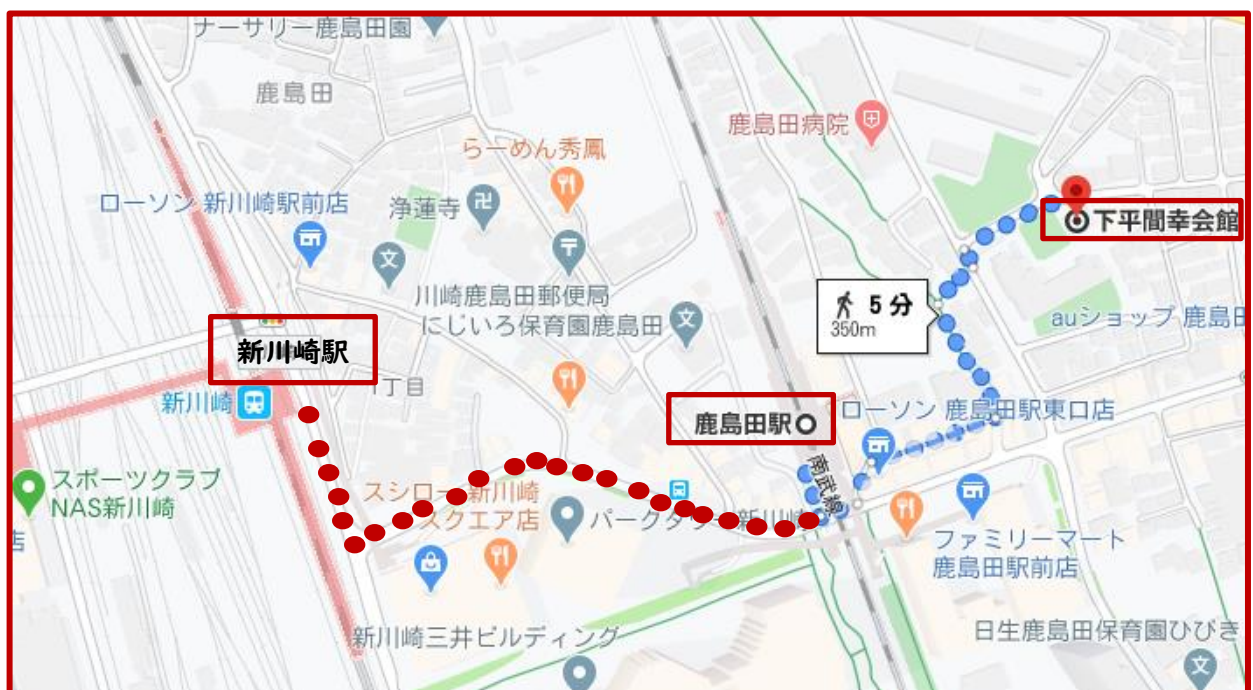 ナーサリー鹿島田園
鹿島田
鹿島田病院
らーめん秀鳳
ローソン 新川崎駅前店
浄蓮寺
下平間幸会館
川崎鹿島田郵便局
にじいろ保育園鹿島田
5 分
350m
auショップ 鹿島田
新川崎駅
1丁目
新川崎
鹿島田駅
ローソン 鹿島田駅東口店
南武線
スポーツクラブ
NAS新川崎
スシロー 新川崎
スクエア店
パークタワー新川崎
ファミリーマート
鹿島田駅前店
店
新川崎三井ビルディング
日生鹿島田保育園ひびき